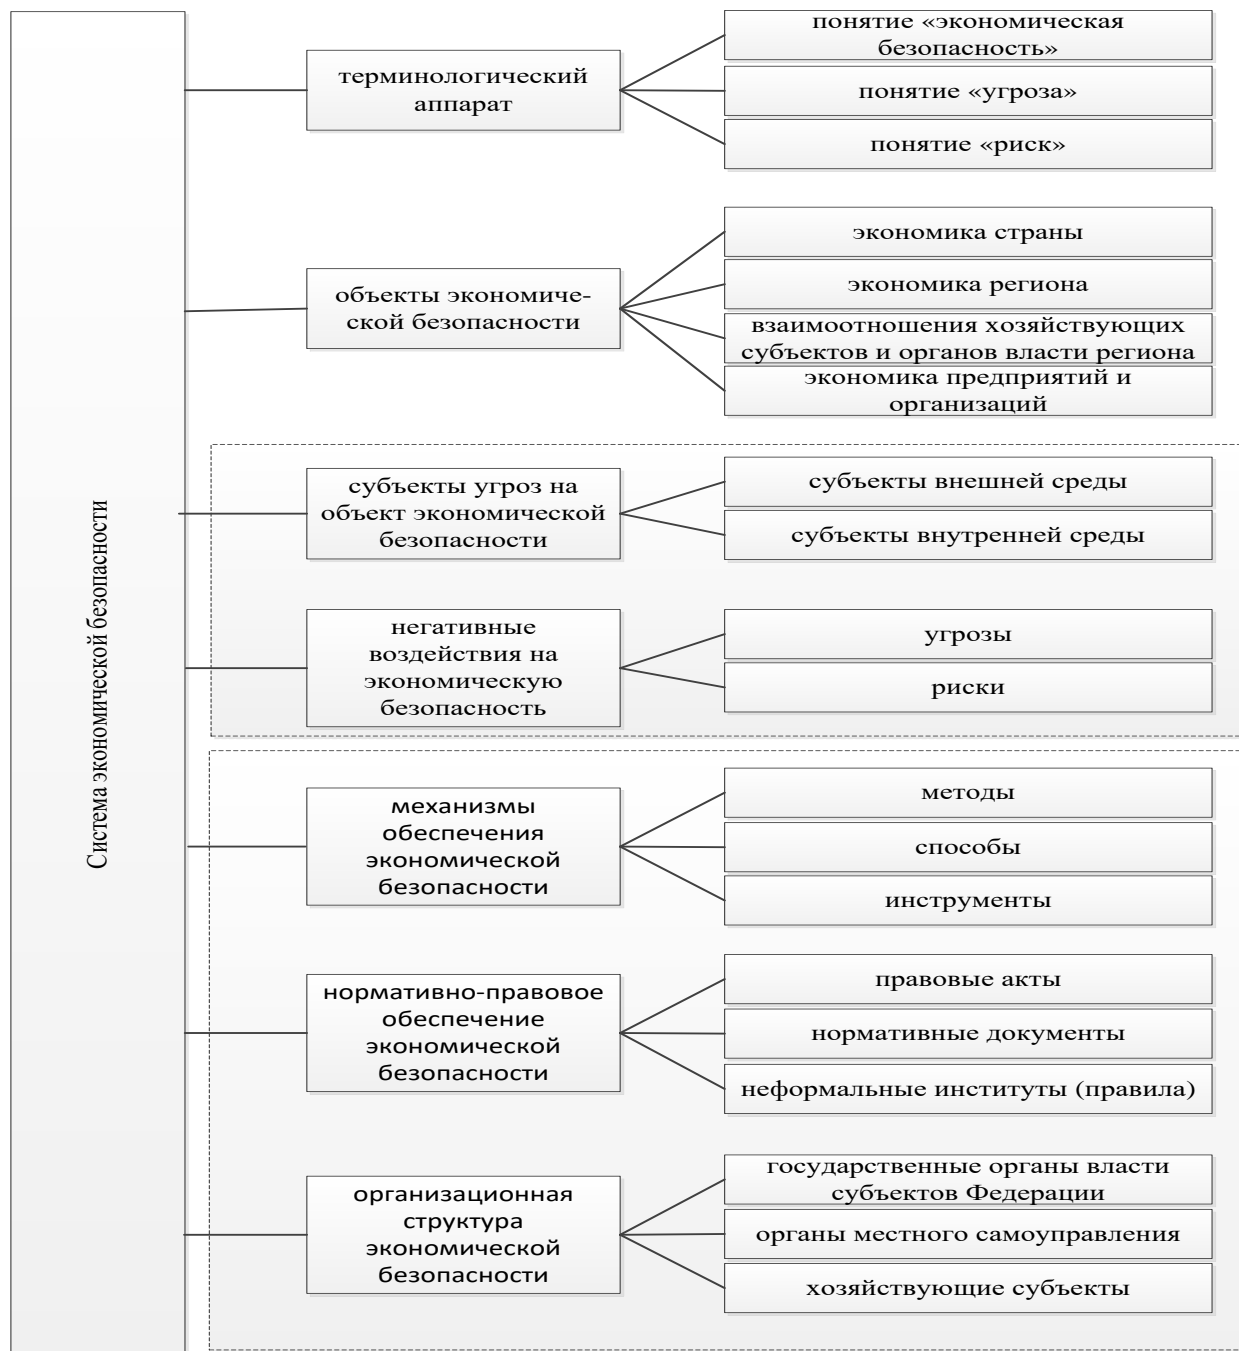 Система экономической безопасности
терминологический
аппарат
понятие «экономическая
безопасность»
понятие «угроза»
понятие «риск»
объекты экономиче-
ской безопасности
экономика страны
экономика региона
взаимоотношения хозяйствующих
субъектов и органов власти региона
экономика предприятий и
организаций
субъекты угроз на
объект экономической
безопасности
субъекты внешней среды
субъекты внутренней среды
негативные
воздействия на
экономическую
безопасность
угрозы
риски
механизмы
обеспечения
экономической
безопасности
методы
способы
инструменты
нормативно-правовое
обеспечение
экономической
безопасности
правовые акты
нормативные документы
неформальные институты (правила)
организационная
структура
экономической
безопасности
государственные органы власти
субъектов Федерации
органы местного самоуправления
хозяйствующие субъекты